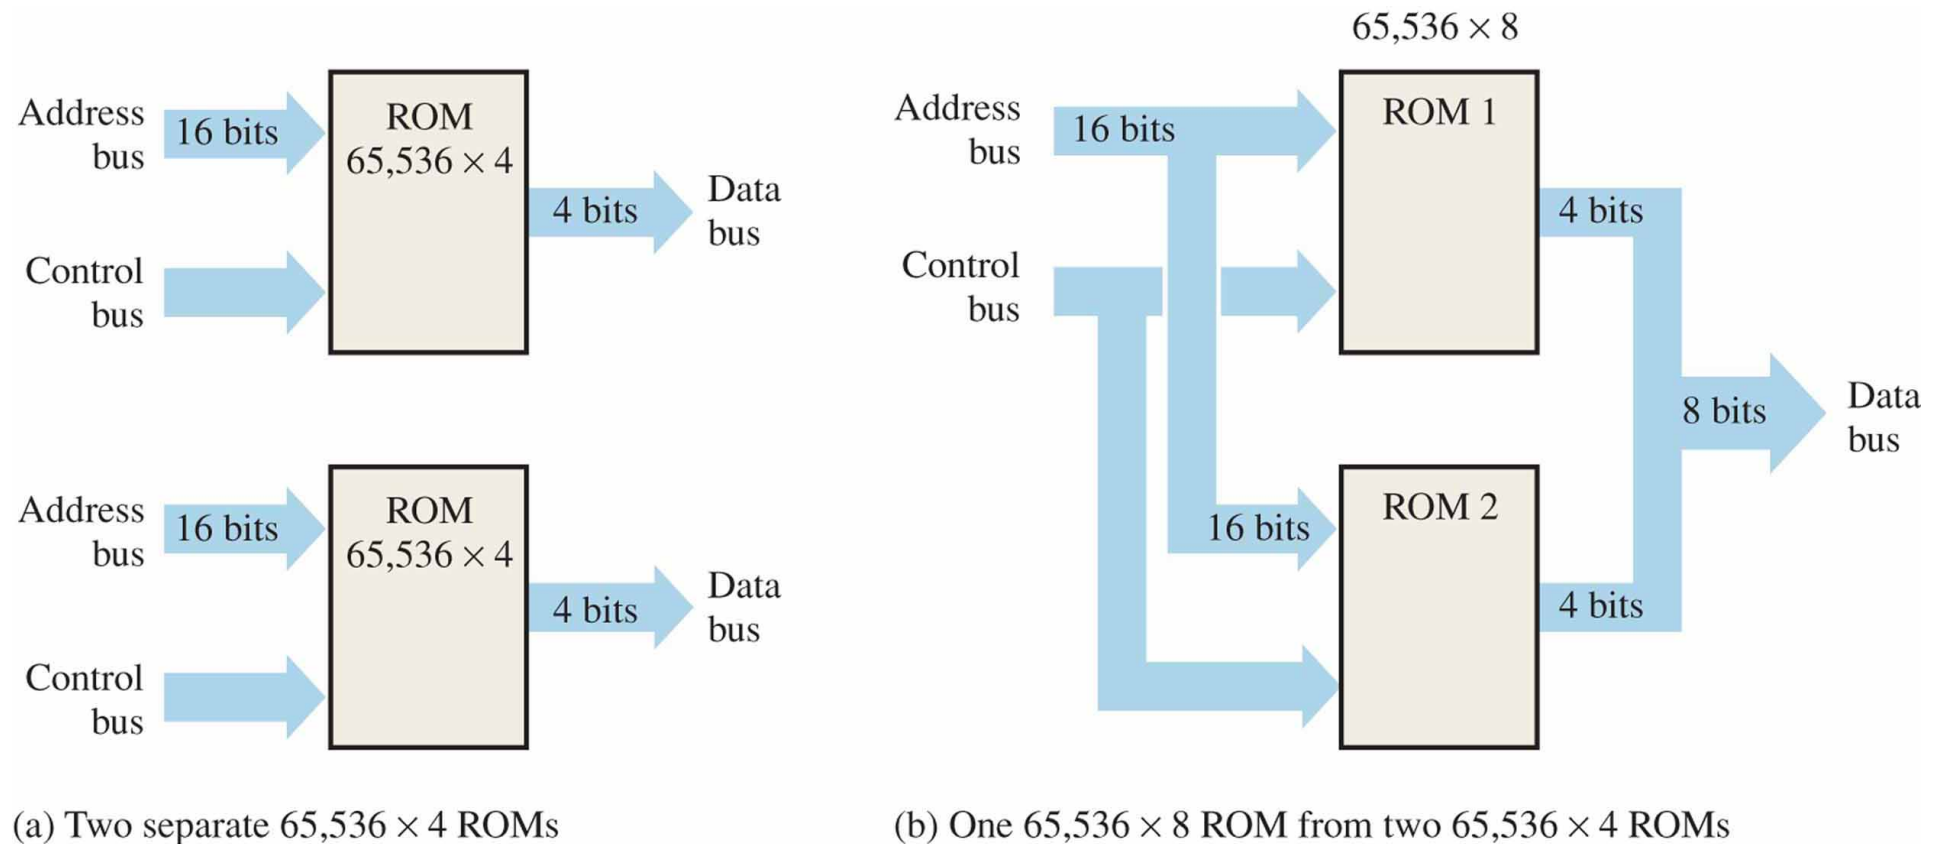 Address
bus
16 bits
ROM
65,536 × 4
4 bits
Data
bus
Control
bus
Address
bus
16 bits
ROM
65,536 × 4
4 bits
Data
bus
Control
bus
(a) Two separate 65,536 × 4 ROMs
65,536 × 8
Address
bus
16 bits
ROM 1
4 bits
Control
bus
8 bits
Data
bus
16 bits
ROM 2
4 bits
(b) One 65,536 × 8 ROM from two 65,536 × 4 ROMs